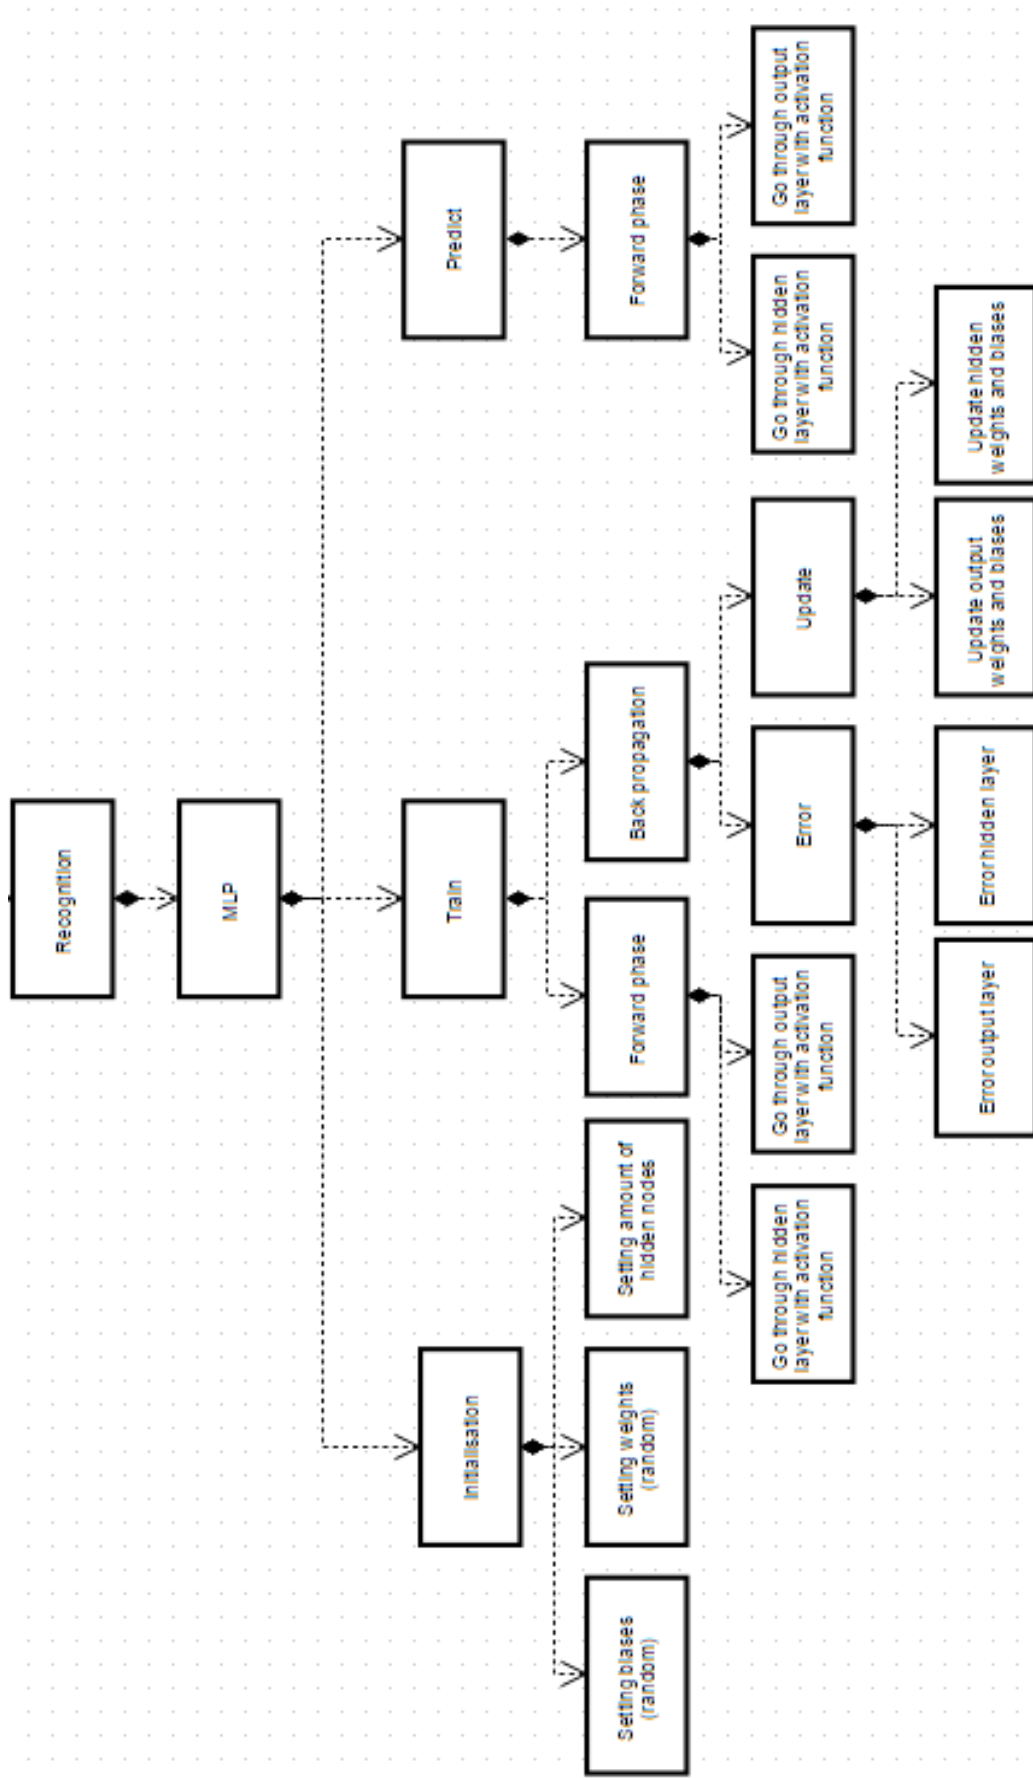 Recognition
MLP
Initialisation
Train
Predict
Setting biases
(random)
Setting weights
(random)
Setting amount of
hidden nodes
Forward phase
Back propagation
Forward phase
Go through hidden
layer with activation
function
Go through output
layer with activation
function
Error
Update
Go through hidden
layer with activation
function
Go through output
layer with activation
function
Error output layer
Error hidden layer
Update output
weights and biases
Update hidden
weights and biases